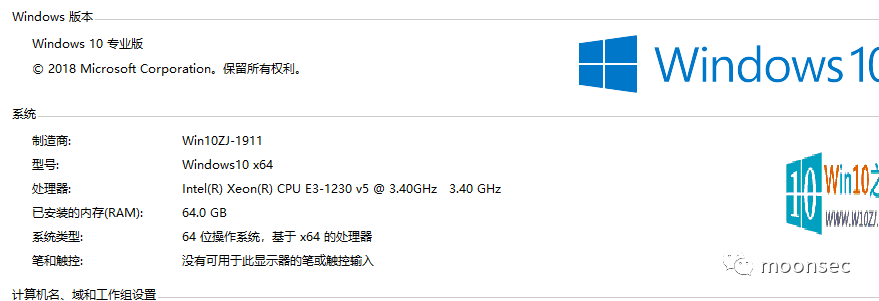 Windows 版本
Windows 10 专业版
© 2018 Microsoft Corporation。保留所有权利。
Windows 10
系统
制造商: Win10ZJ-1911
型号: Windows10 x64
处理器: Intel(R) Xeon(R) CPU E3-1230 v5 @ 3.40GHz 3.40 GHz
已安装的内存(RAM): 64.0 GB
系统类型: 64 位操作系统，基于 x64 的处理器
笔和触控: 没有可用于此显示器的笔或触控输入
10 Win10之
WWW.W10ZJ.
moonsec
计算机名、域和工作组设置